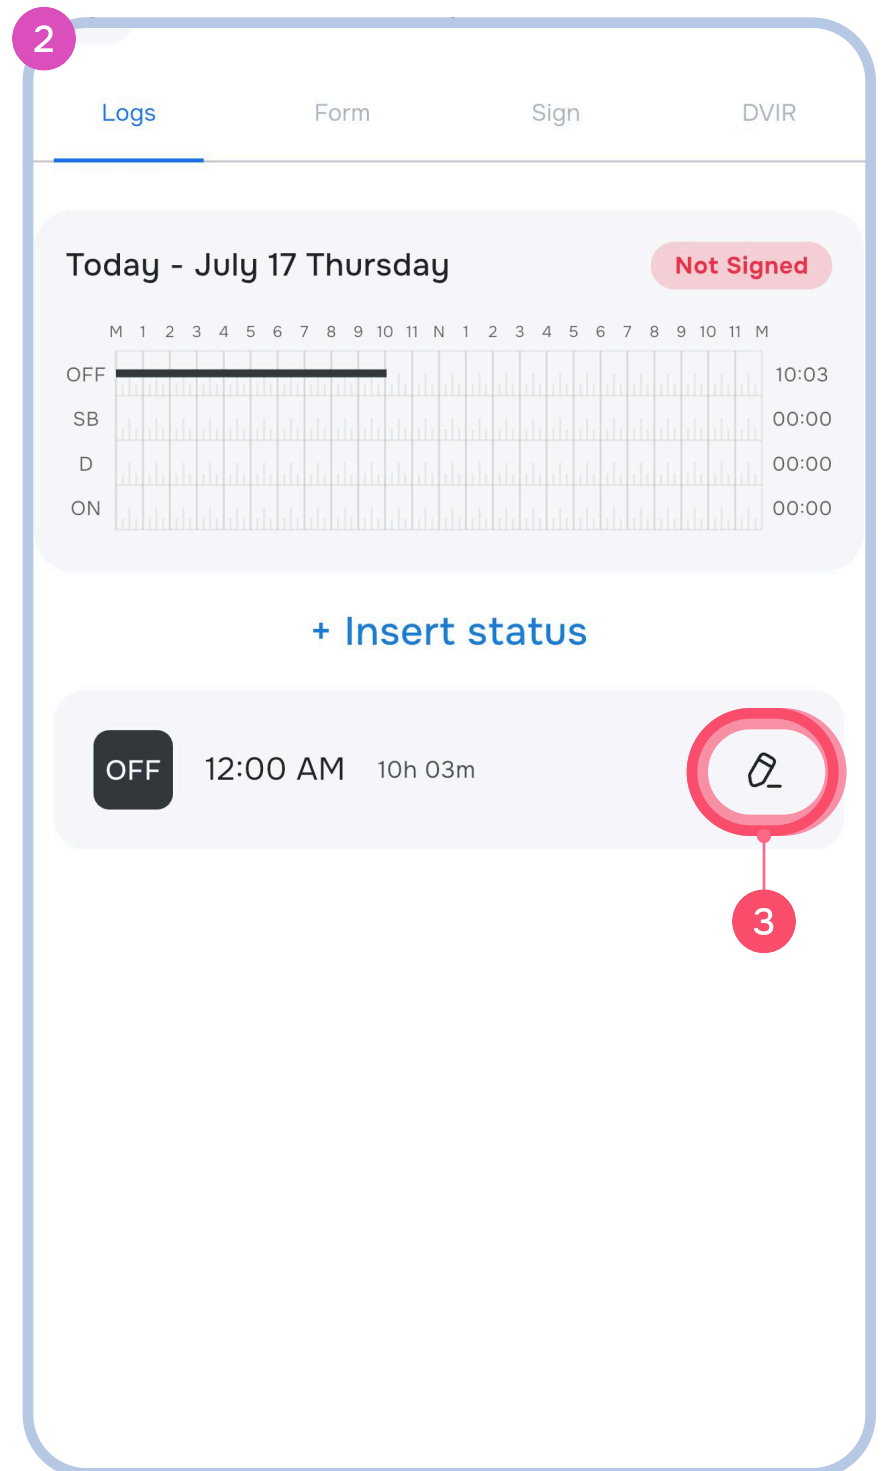 2
Logs Form Sign DVIR
Today - July 17 Thursday Not Signed
M 1 2 3 4 5 6 7 8 9 10 11 N 1 2 3 4 5 6 7 8 9 10 11 M
OFF 10:03
SB 00:00
D 00:00
ON 00:00
+ Insert status
OFF 12:00 AM 10h 03m
3